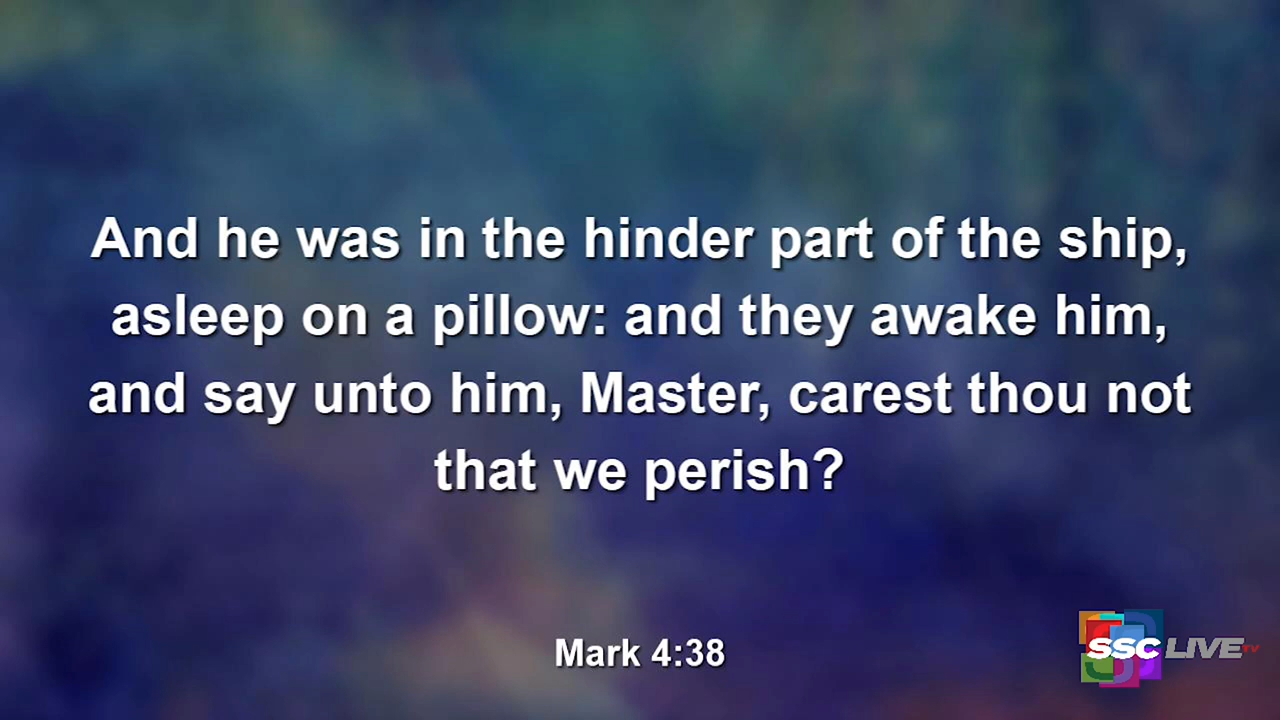 And he was in the hinder part of the ship,
asleep on a pillow: and they awake him,
and say unto him, Master, carest thou not
that we perish?
Mark 4:38
SSC LIVE TV